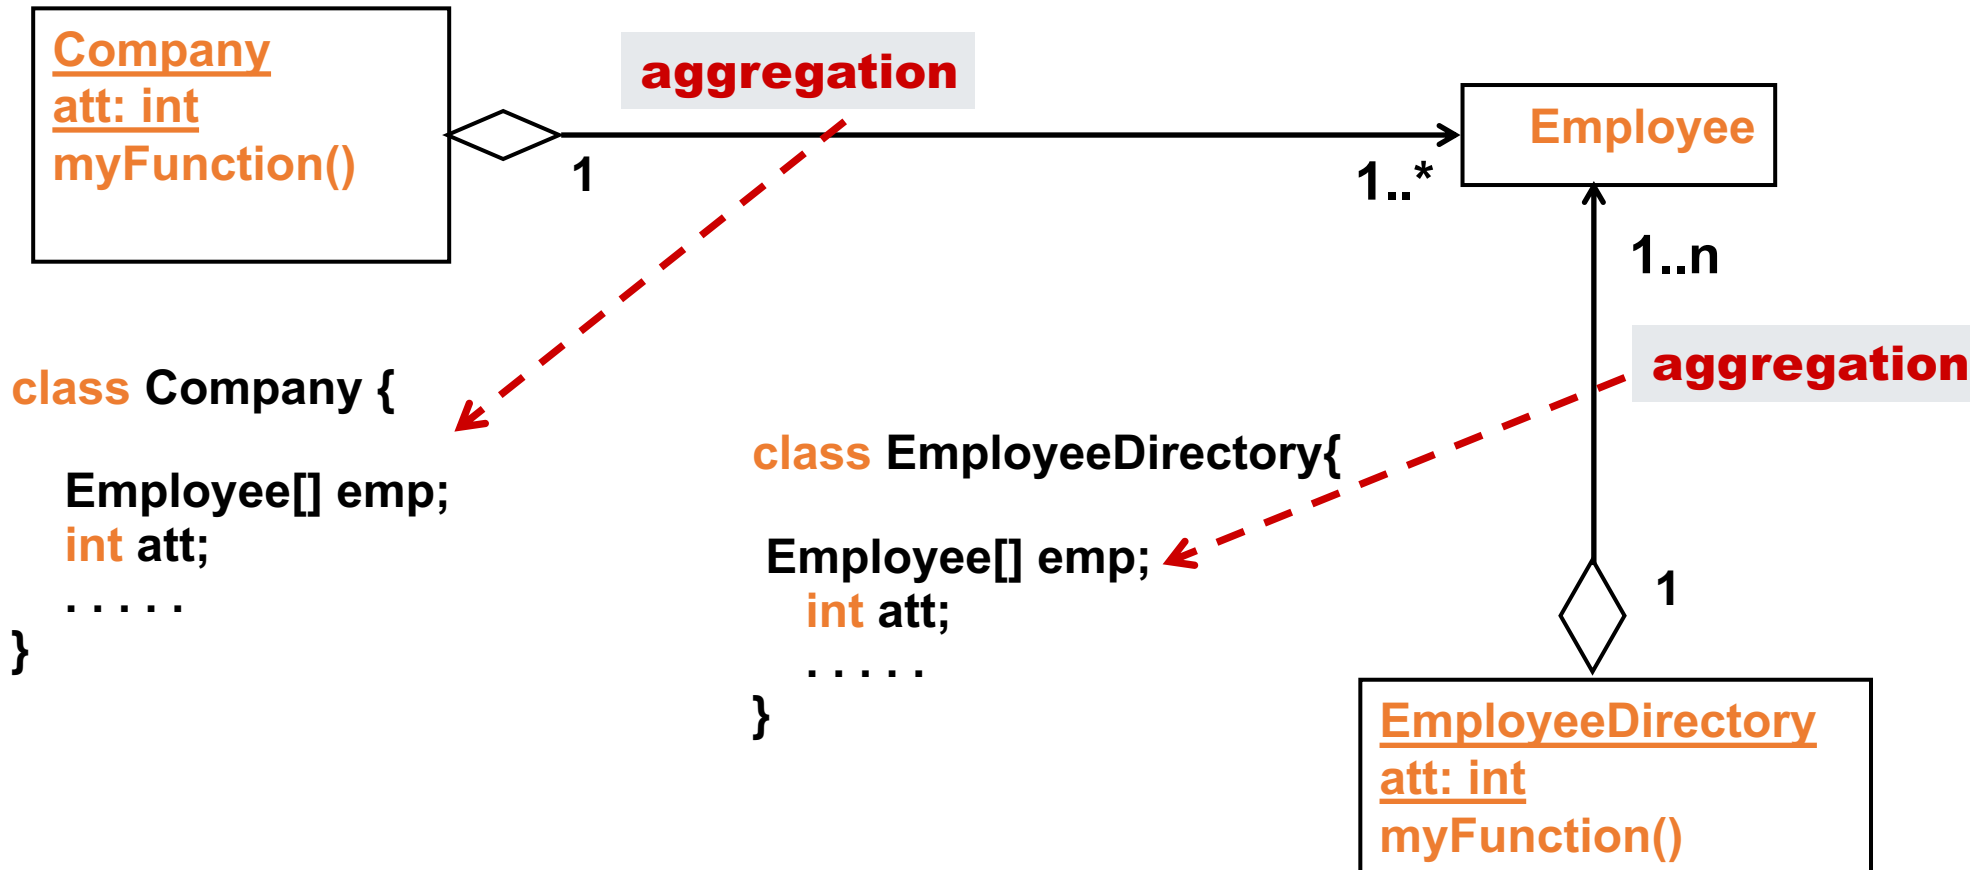 Company
att: int
myFunction()
aggregation
1
1..*
Employee
1..n
aggregation
class Company {
Employee[] emp;
int att;
. . . . .
}
class EmployeeDirectory{
Employee[] emp;
int att;
. . . . .
}
1
EmployeeDirectory
att: int
myFunction()